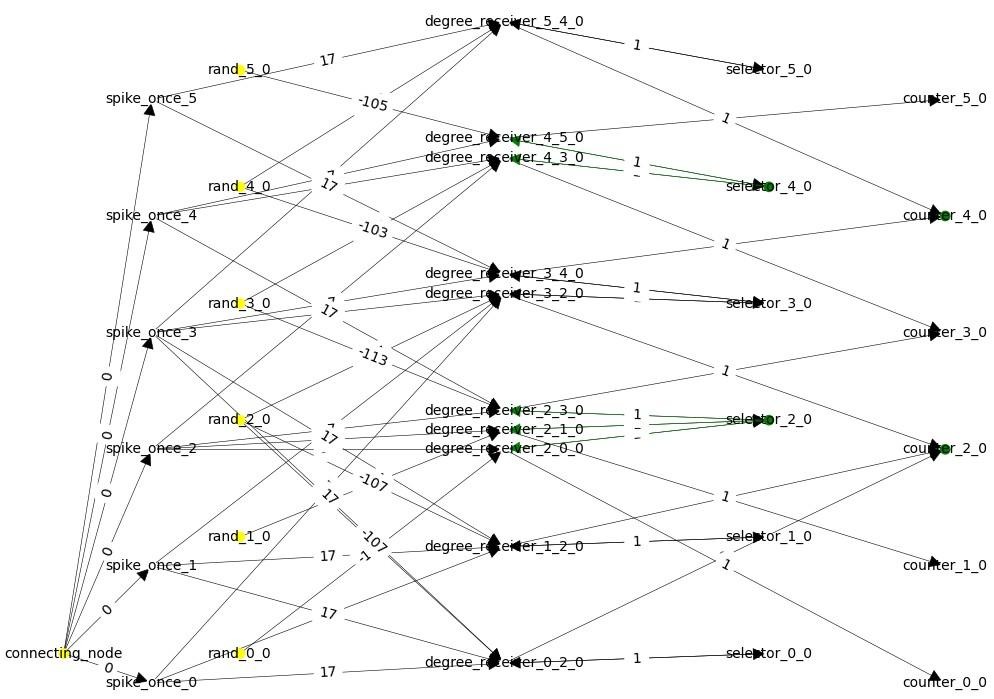 degree_receiver_5_4_0
1
17
rand_5_0
selector_5_0
spike_once_5
-105
counter_5_0
1
degree_receiver_4_5_0
degree_receiver_4_3_0
1
rand_4_0
17
selector_4_0
spike_once_4
counter_4_0
-103
1
degree_receiver_3_4_0
degree_receiver_3_2_0
1
rand_3_0
17
selector_3_0
spike_once_3
counter_3_0
-113
1
0
degree_receiver_2_3_0
1
rand_2_0
selector_2_0
degree_receiver_2_1_0
17
0
spike_once_2
degree_receiver_2_0_0
counter_2_0
-107
0
17
1
rand_1_0
selector_1_0
-107
1
degree_receiver_1_2_0
0
17
-1
spike_once_1
1
counter_1_0
0
17
connecting_node
rand_0_0
selector_0_0
1
degree_receiver_0_2_0
0
17
spike_once_0
counter_0_0